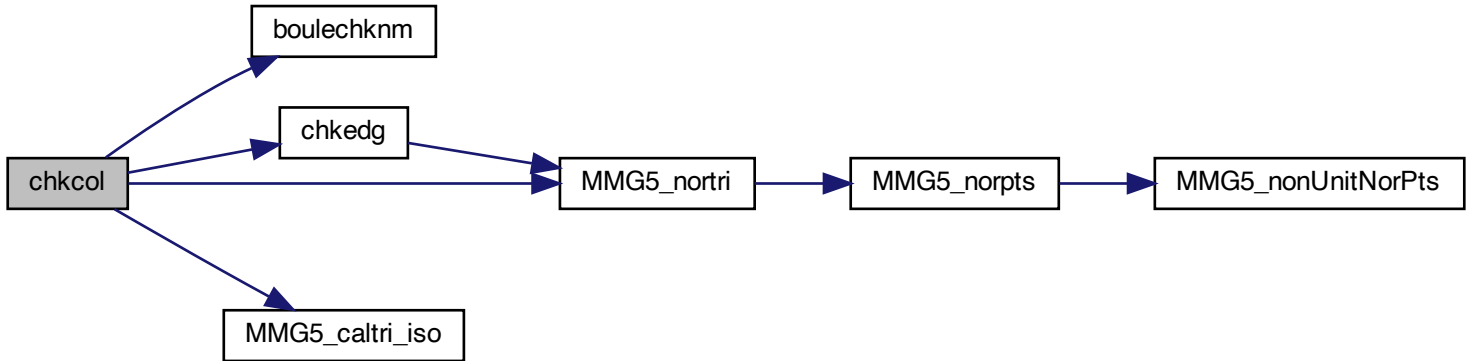 boulechknm
chkedg
chkcol
MMG5_nortri
MMG5_norpts
MMG5_nonUnitNorPts
MMG5_caltri_iso